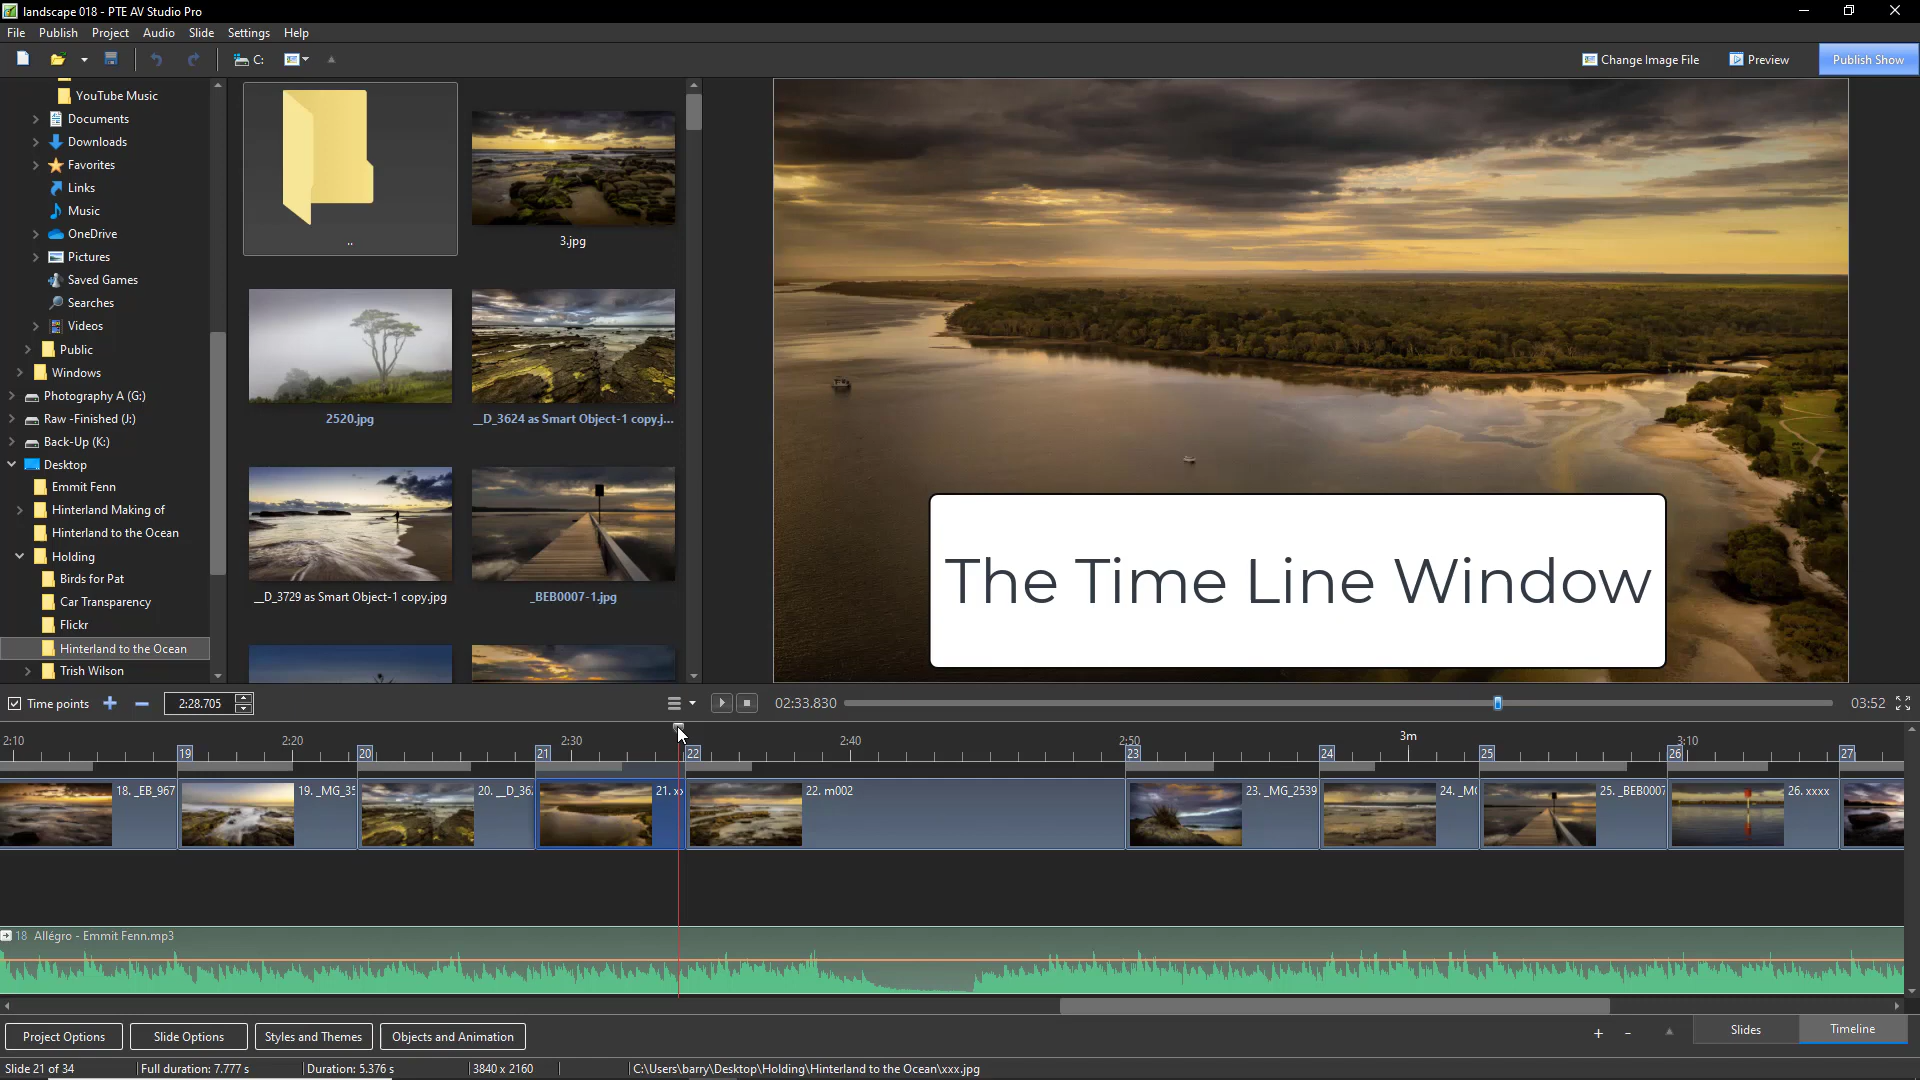 landscape 018 - PTE AV Studio Pro
File Publish Project Audio Slide Settings Help
C:
Change Image File Preview Publish Show
YouTube Music
Documents
Downloads
Favorites
Links
Music
OneDrive
Pictures
Saved Games
Searches
Videos
Public
Windows
Photography A (G:)
Raw -Finished (J:)
Back-Up (K:)
Desktop
Emmit Fenn
Hinterland Making of
Hinterland to the Ocean
Holding
Birds for Pat
Car Transparency
Flickr
Hinterland to the Ocean
Trish Wilson
..
3.jpg
2520.jpg
__D_3624 as Smart Object-1 copy.j...
__D_3729 as Smart Object-1 copy.jpg
_BEB0007-1.jpg
The Time Line Window
Time points 2:28.705
02:33.830 03:52
2:10 2:20 2:30 2:40 2:50 3m 3:10
19 20 21 22 23 24 25 26 27
18. _EB_967 19. _MG_35 20. __D_36 21. xx 22. m002 23. _MG_2539 24. _M 25. _BEB0007 26. xxxx
18 Allégro - Emmit Fenn.mp3
Project Options Slide Options Styles and Themes Objects and Animation
+ - Slides Timeline
Slide 21 of 34 Full duration: 7.777 s Duration: 5.376 s 3840 x 2160 C:\Users\barry\Desktop\Holding\Hinterland to the Ocean\xxx.jpg